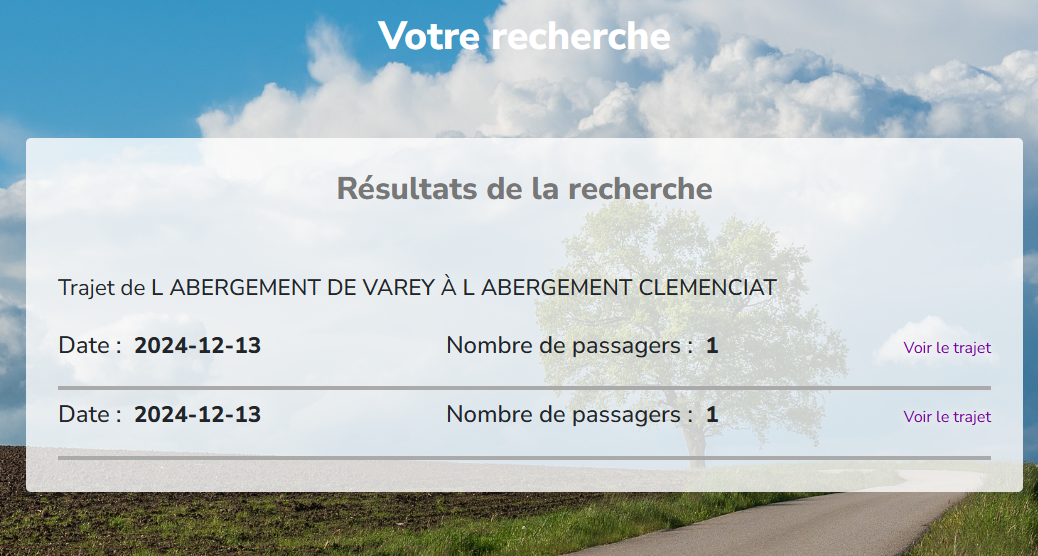 Votre recherche
Résultats de la recherche
Trajet de L ABERGEMENT DE VAREY À L ABERGEMENT CLEMENCIAT
Date : 2024-12-13 Nombre de passagers : 1 Voir le trajet
Date : 2024-12-13 Nombre de passagers : 1 Voir le trajet